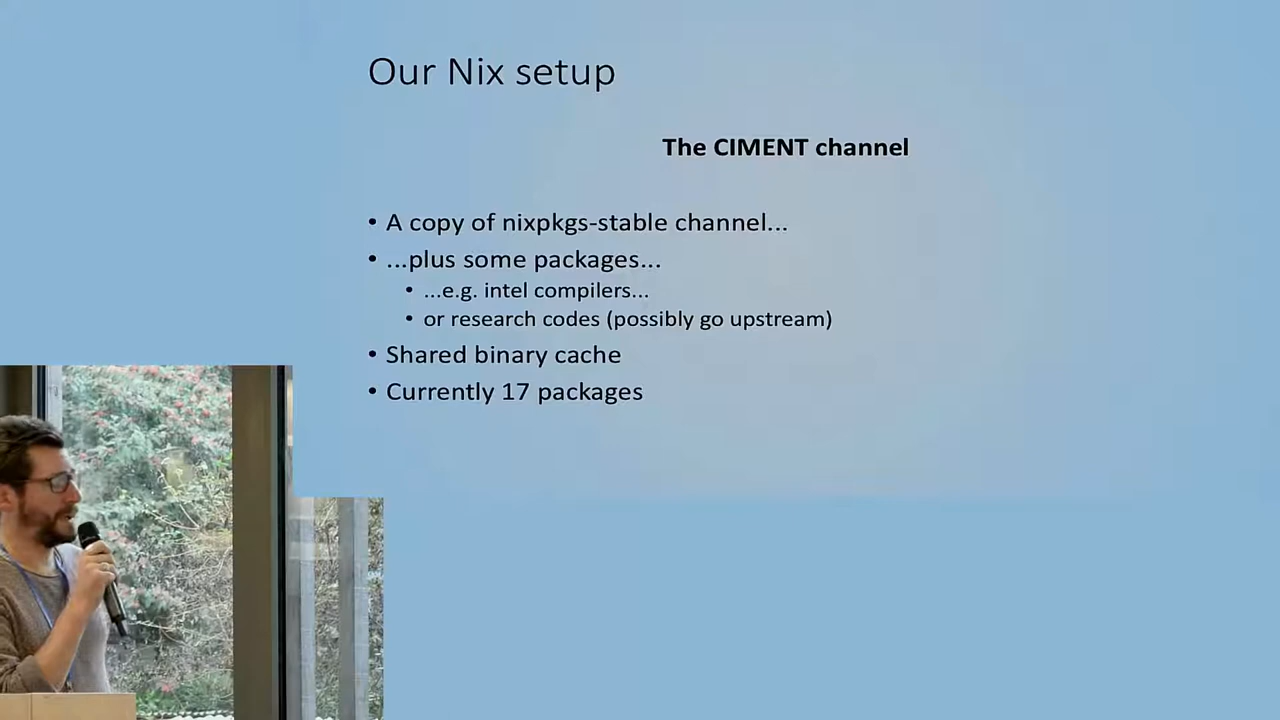 Our Nix setup
The CIMENT channel
• A copy of nixpkgs-stable channel...
• ...plus some packages...
• ...e.g. intel compilers...
• or research codes (possibly go upstream)
• Shared binary cache
• Currently 17 packages